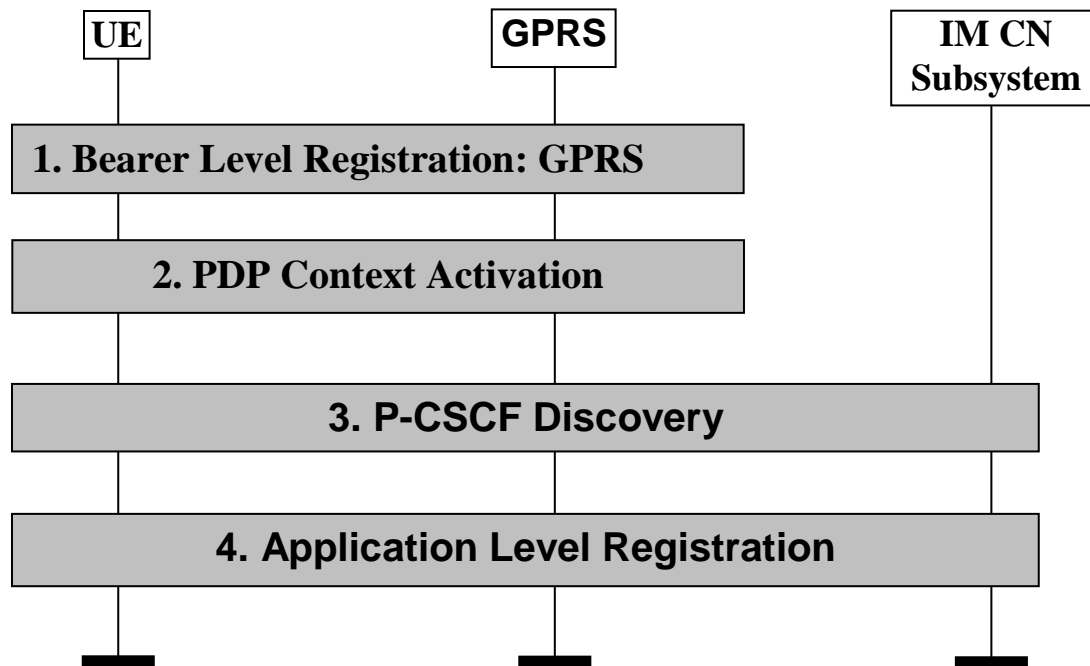 UE
GPRS
IM CN
Subsystem
1. Bearer Level Registration: GPRS
2. PDP Context Activation
3. P-CSCF Discovery
4. Application Level Registration